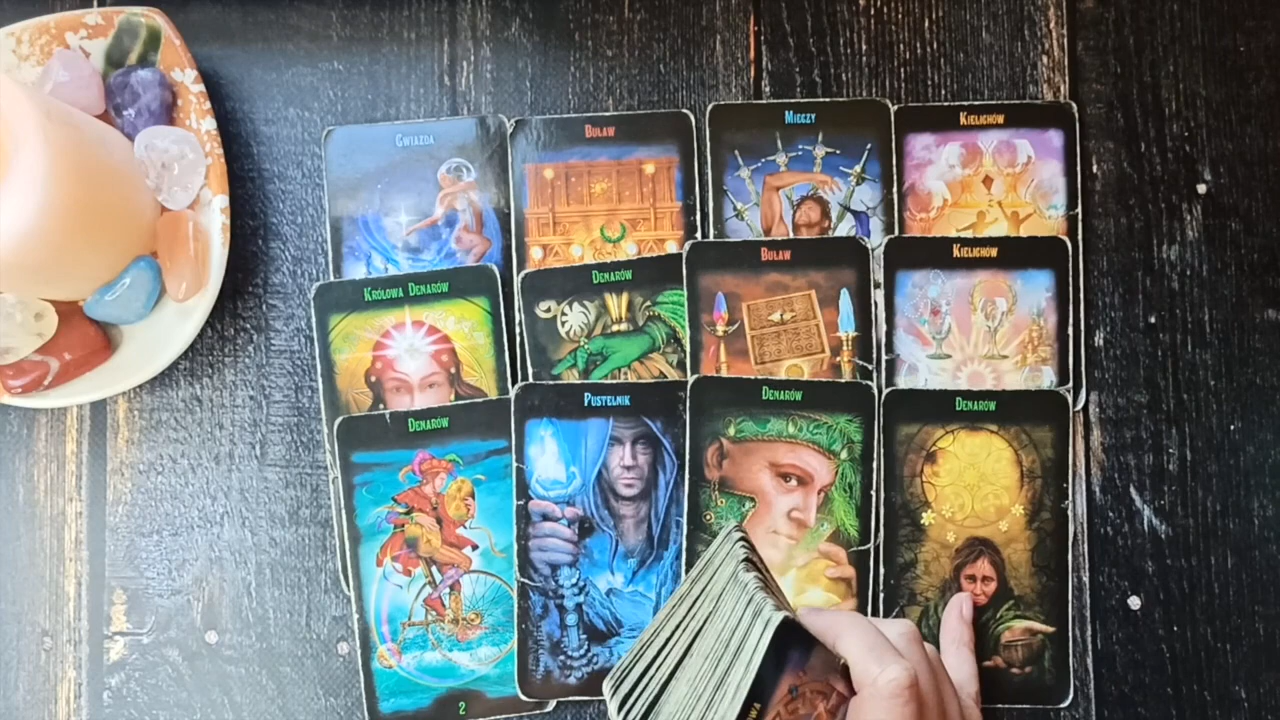 Gwiazda
Buław
Mieczy
Kielichów
Królowa Denarów
Denarów
Buław
Kielichów
Denarów
Pustelnik
Denarów
Denarów
2